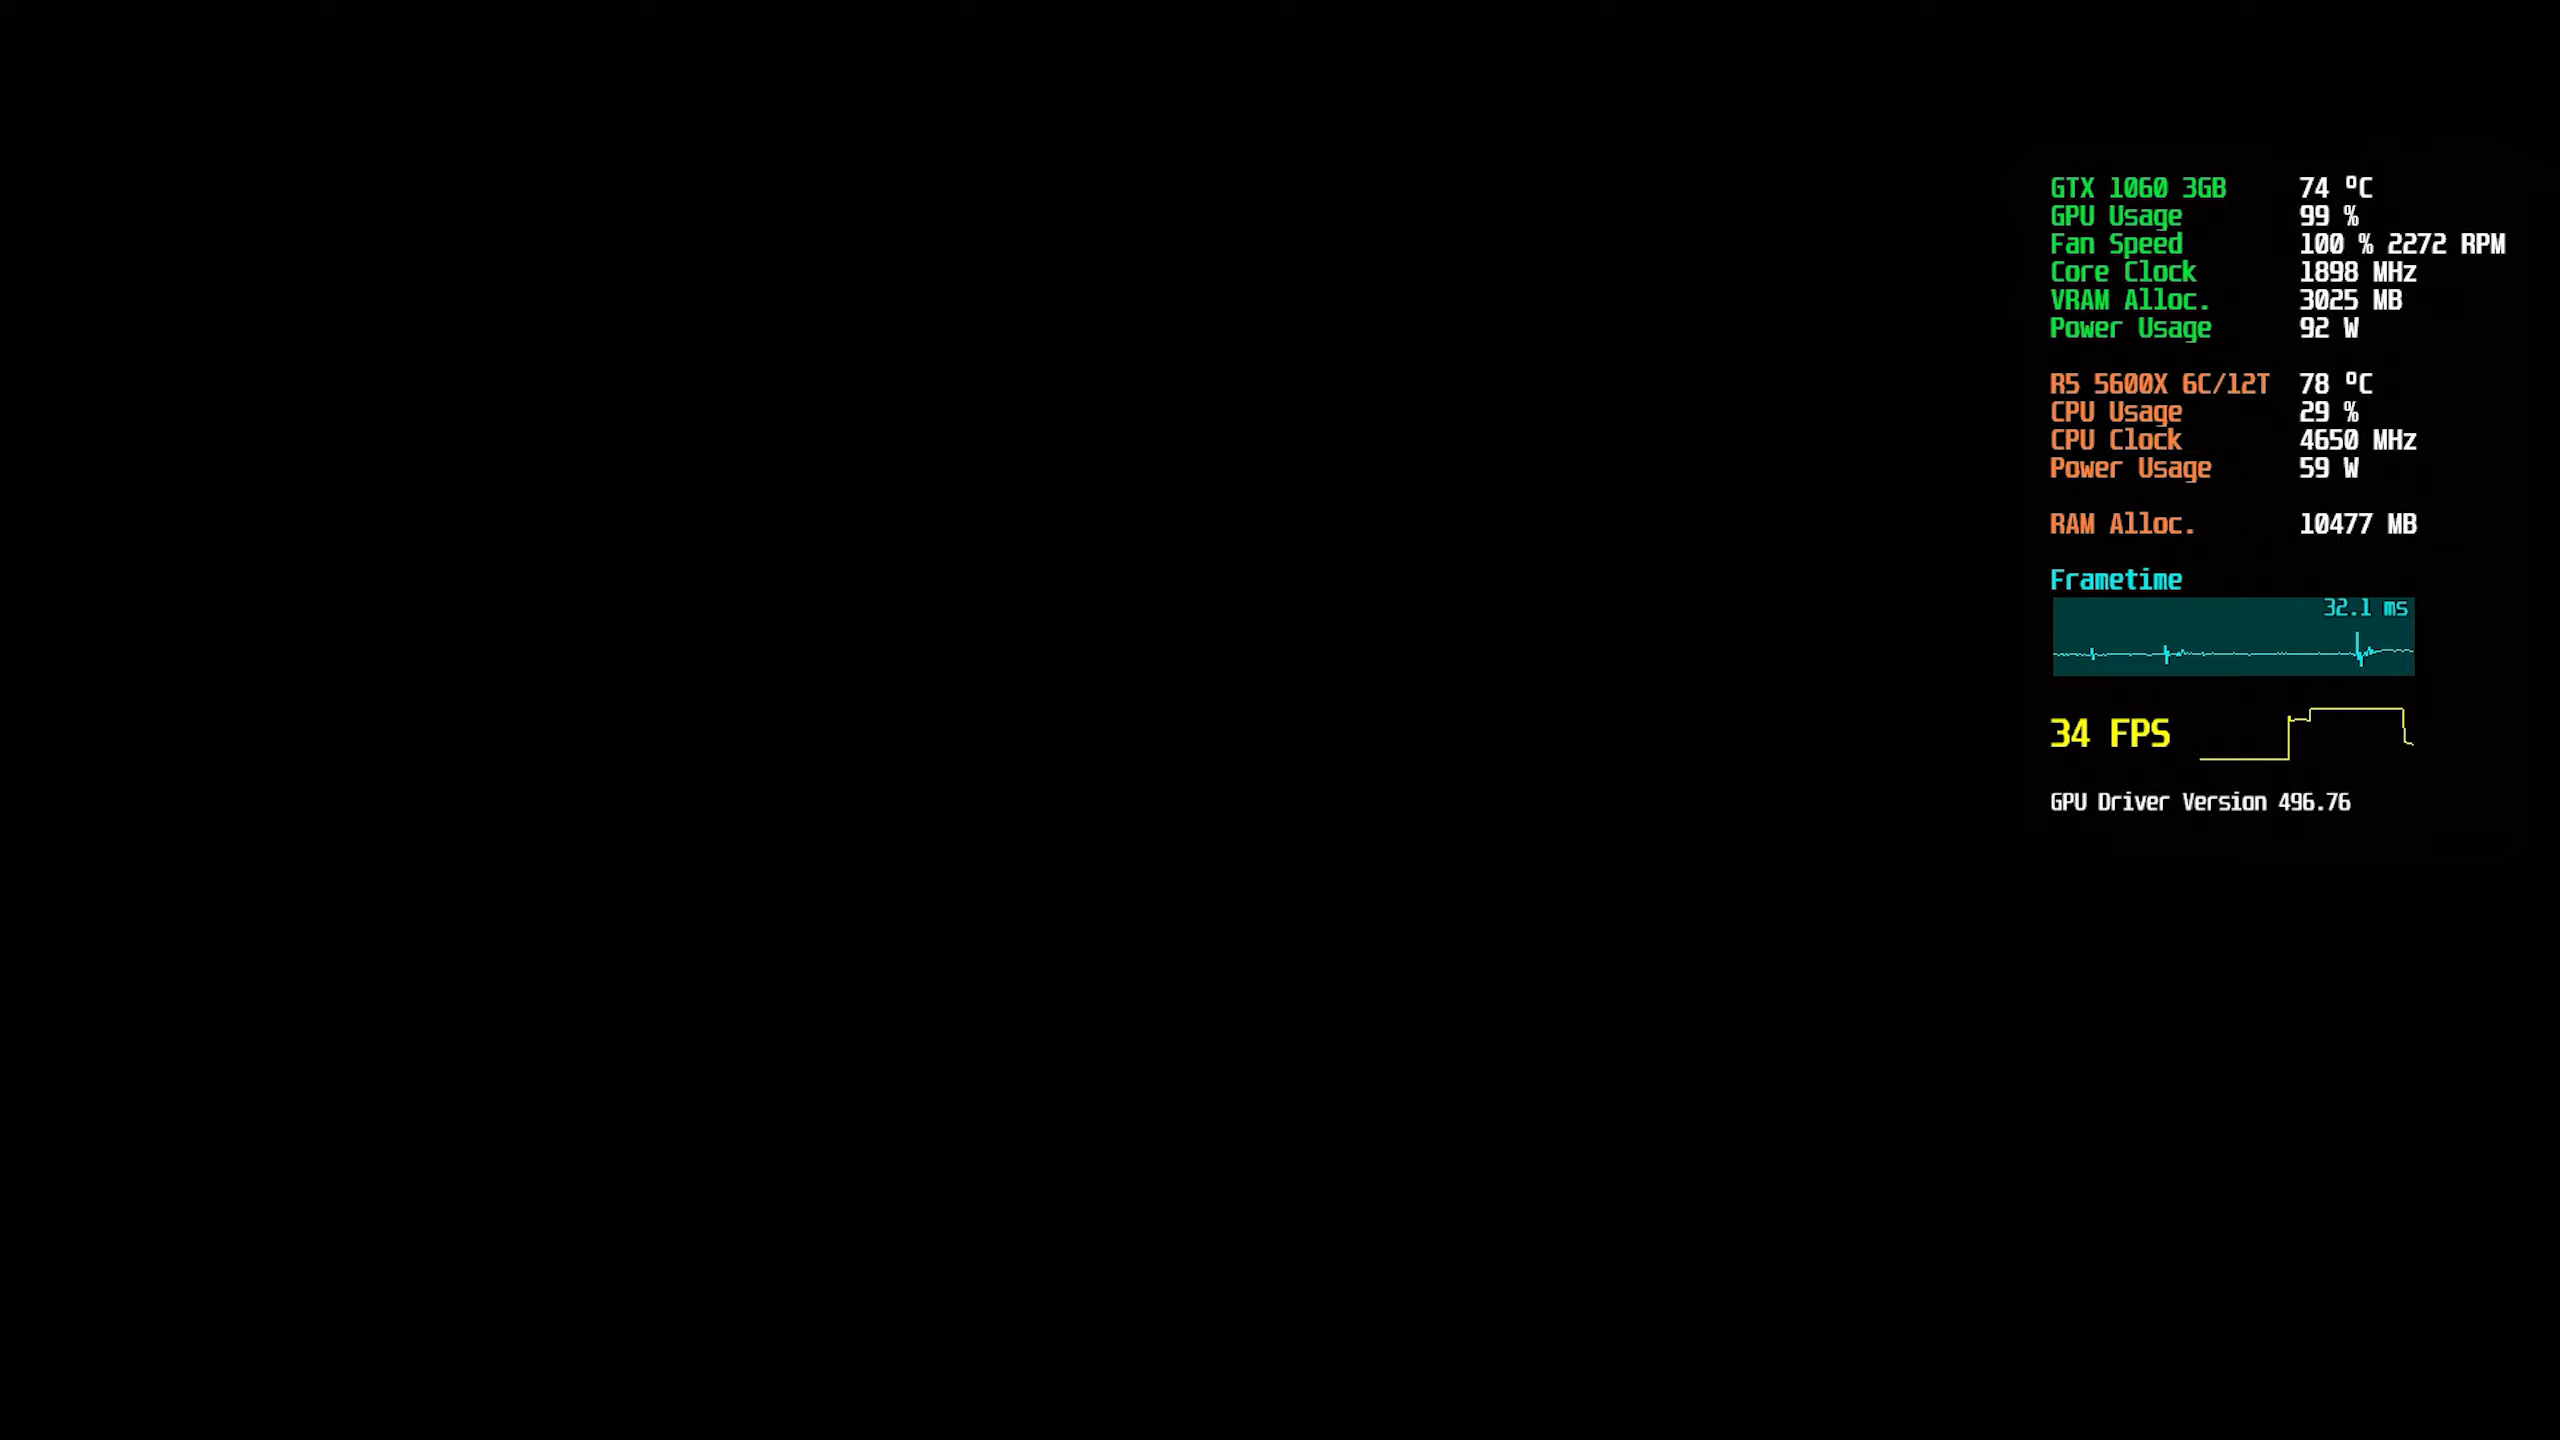 GTX 1060 3GB 74 ºC
GPU Usage 99 %
Fan Speed 100 % 2272 RPM
Core Clock 1898 MHz
VRAM Alloc. 3025 MB
Power Usage 92 W
R5 5600X 6C/12T 78 ºC
CPU Usage 29 %
CPU Clock 4650 MHz
Power Usage 59 W
RAM Alloc. 10477 MB
Frametime
32.1 ms
34 FPS
GPU Driver Version 496.76